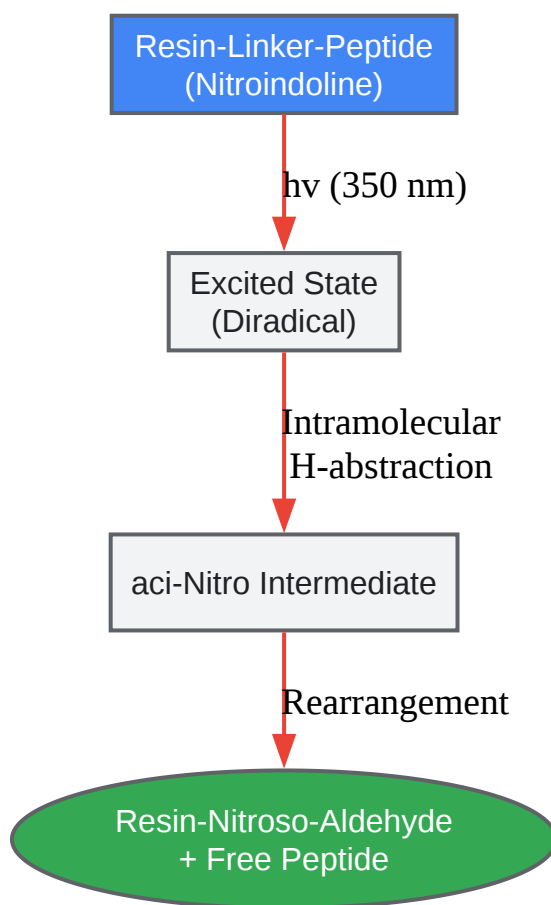 Resin-Linker-Peptide
(Nitroindoline)
hv (350 nm)
Excited State
(Diradical)
Intramolecular
H-abstraction
aci-Nitro Intermediate
Rearrangement
Resin-Nitroso-Aldehyde
+ Free Peptide